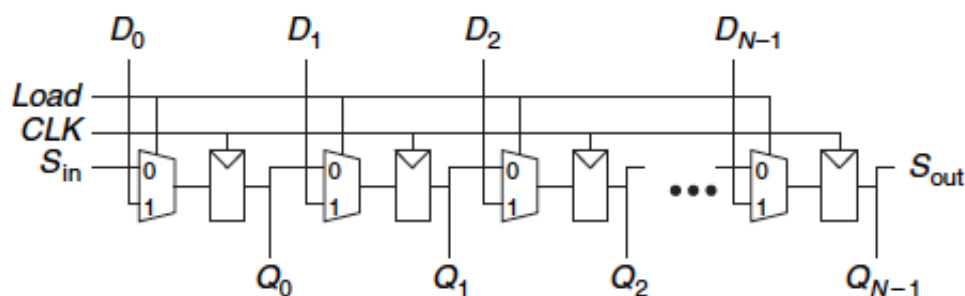 D0 D1 D2 DN–1
Load
CLK
Sin 0 0 0 0 Sout
1 1 1 1
Q0 Q1 Q2 QN–1